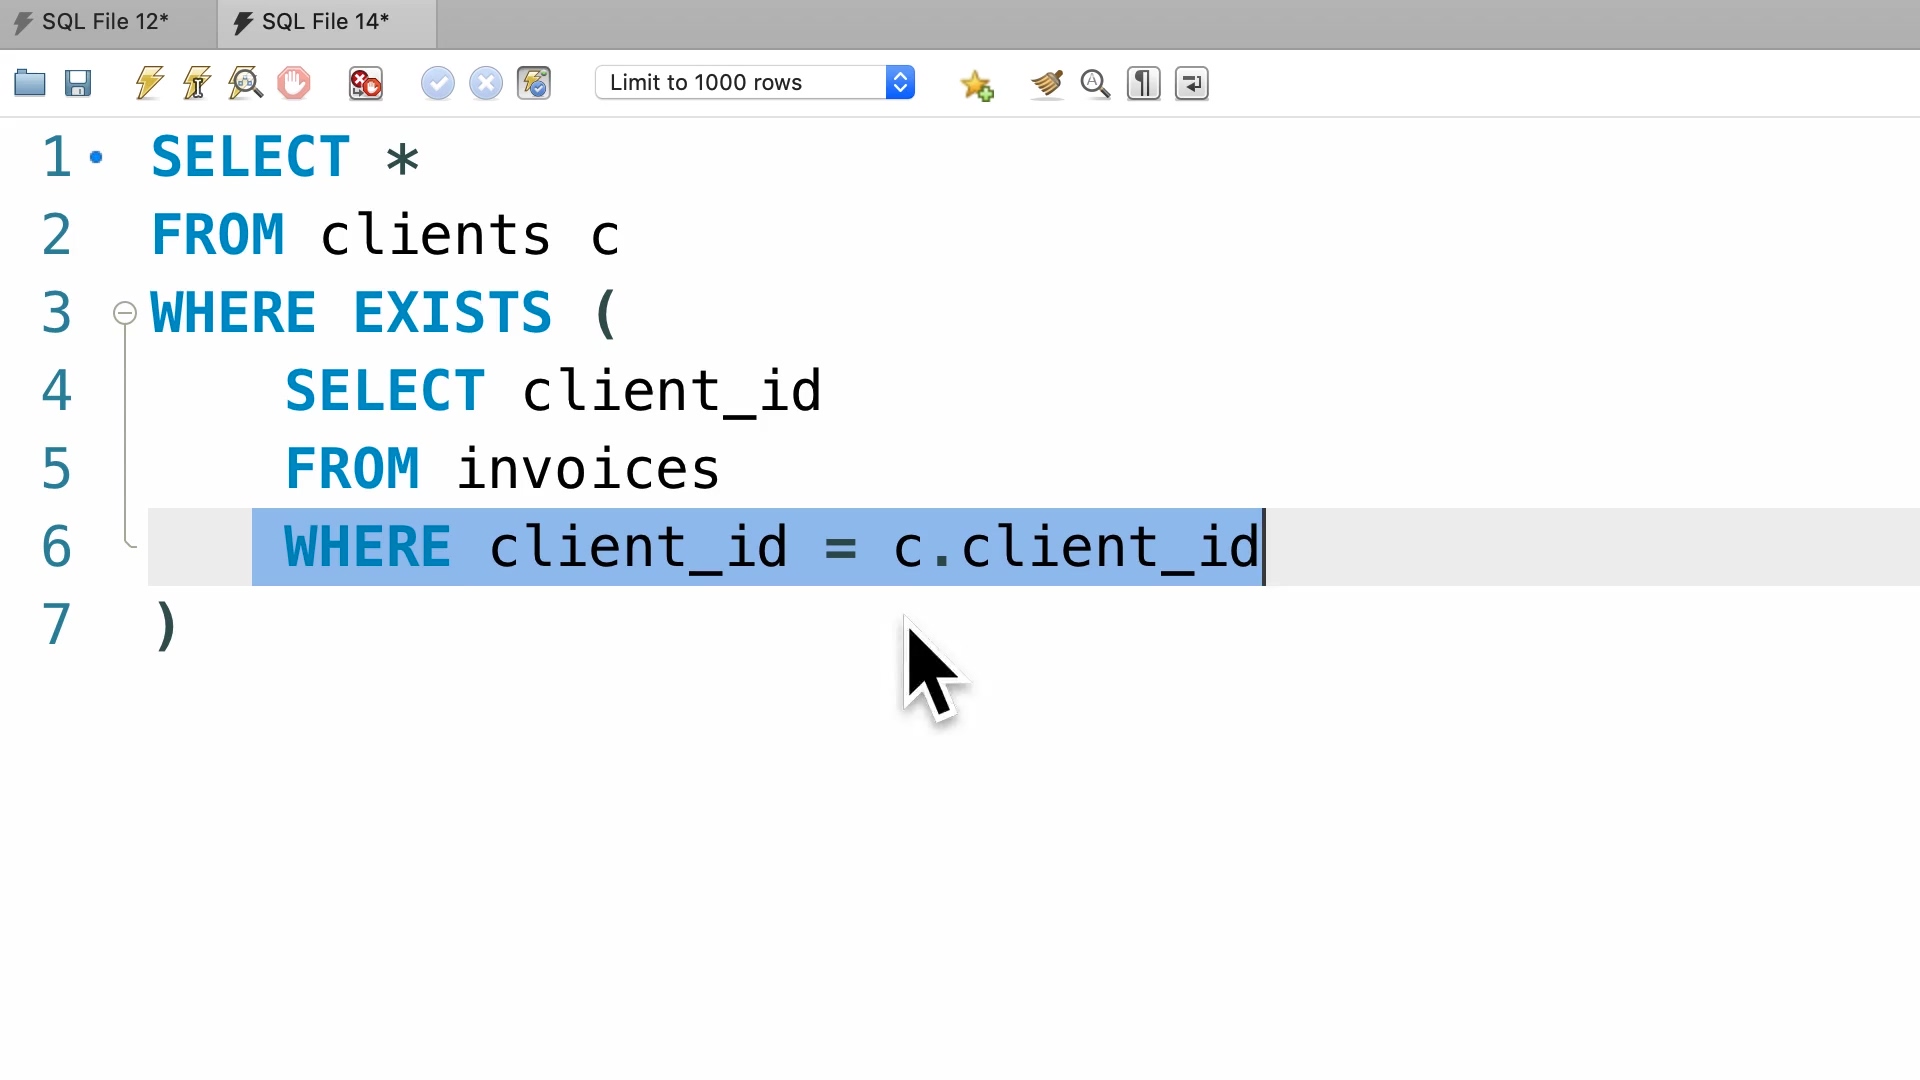 SQL File 12*
SQL File 14*
Limit to 1000 rows
1 SELECT *
2 FROM clients c
3 WHERE EXISTS (
4 SELECT client_id
5 FROM invoices
6 WHERE client_id = c.client_id
7 )